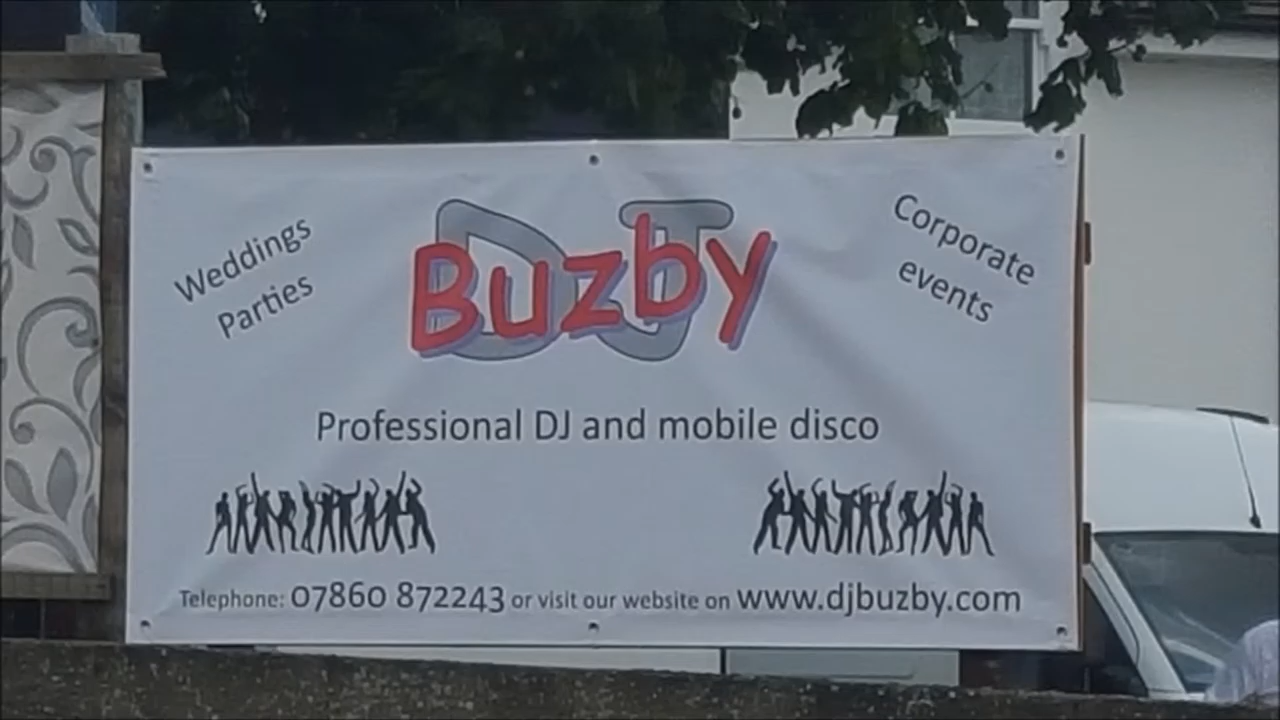 Weddings
Parties
DJ
Buzby
Corporate
events
Professional DJ and mobile disco
Telephone: 07860 872243 or visit our website on www.djbuzby.com